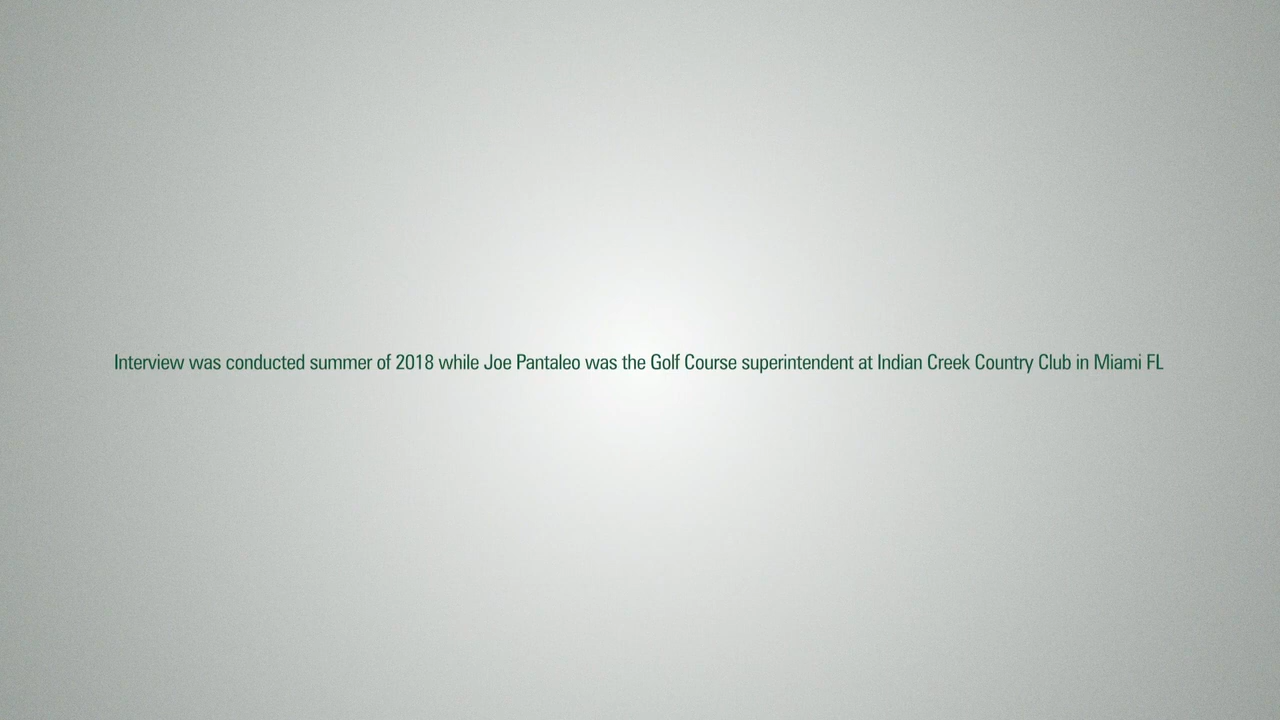 Interview was conducted summer of 2018 while Joe Pantaleo was the Golf Course superintendent at Indian Creek Country Club in Miami FL